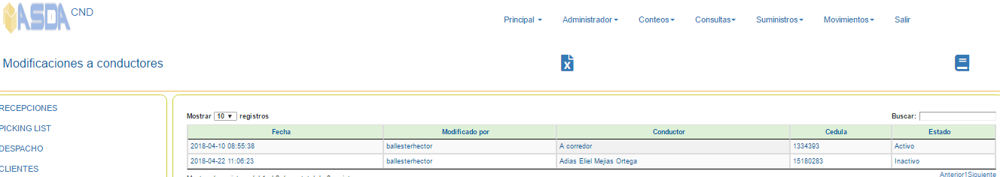 MASDA CND
Principal Administrador Conteos Consultas Suministros Movimientos Salir
Modificaciones a conductores
RECEPCIONES
PICKING LIST
DESPACHO
CLIENTES
Mostrar 10 registros Buscar:
Fecha Modificado por Conductor Cedula Estado
2018-04-10 08:55:38 ballesterhector A corredor 1334393 Activo
2018-04-22 11:06:23 ballesterhector Adias Eliel Mejias Ortega 15180283 Inactivo
Anterior1Siguiente